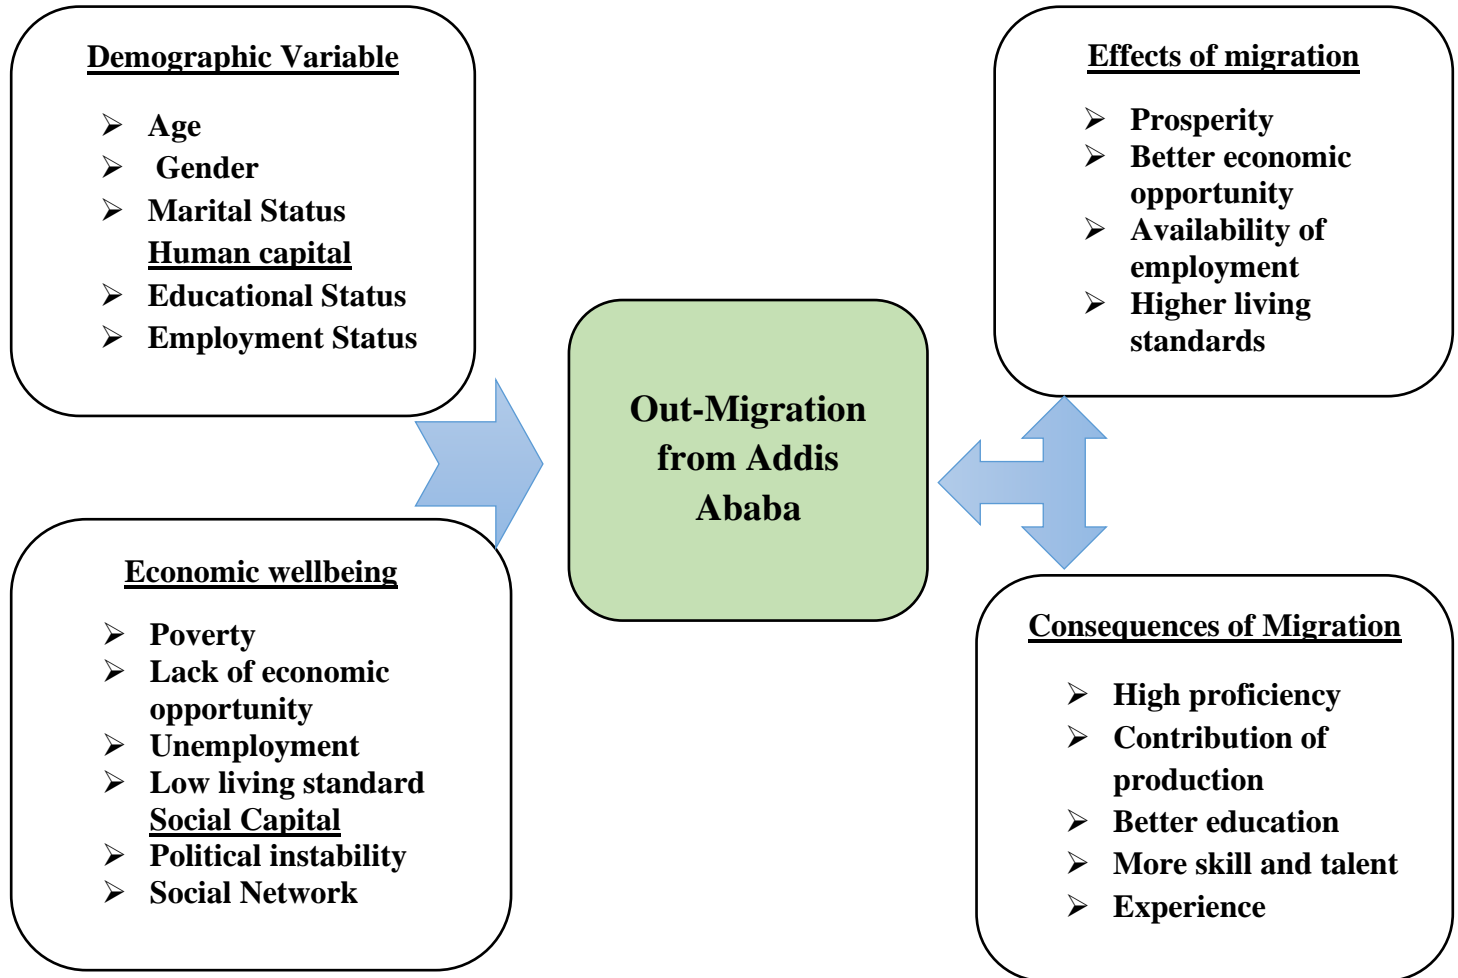 Demographic Variable
➢ Age
➢ Gender
➢ Marital Status
Human capital
➢ Educational Status
➢ Employment Status
Economic wellbeing
➢ Poverty
➢ Lack of economic
opportunity
➢ Unemployment
➢ Low living standard
Social Capital
➢ Political instability
➢ Social Network
Out-Migration
from Addis
Ababa
Effects of migration
➢ Prosperity
➢ Better economic
opportunity
➢ Availability of
employment
➢ Higher living
standards
Consequences of Migration
➢ High proficiency
➢ Contribution of
production
➢ Better education
➢ More skill and talent
➢ Experience